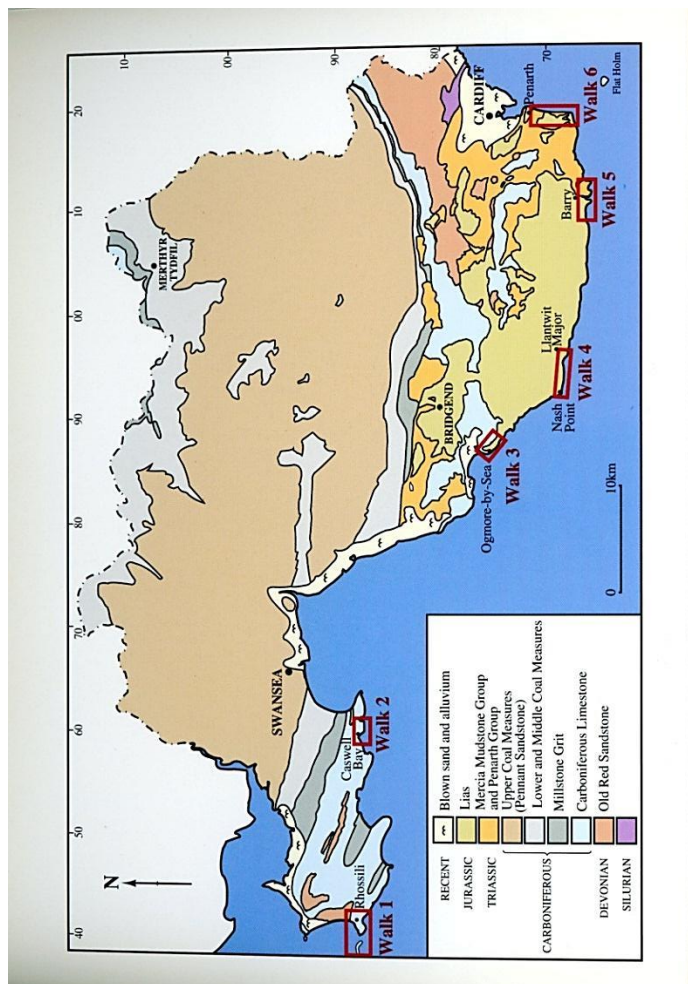 N
40
50
60
70
80
90
00
10
20
10
00
90
80
70
MERTHYR
TYDFIL
SWANSEA
Caswell
Bay
Walk 2
Rhossili
Walk 1
BRIDGEND
Ogmore-by-Sea
Walk 3
Nash
Point
Llantwit
Major
Walk 4
Barry
Walk 5
CARDIFF
Penarth
Walk 6
Flat Holm
0
10km
RECENT
Blown sand and alluvium
JURASSIC
Lias
TRIASSIC
Mercia Mudstone Group
and Penarth Group
CARBONIFEROUS
Upper Coal Measures
(Pennant Sandstone)
Lower and Middle Coal Measures
Millstone Grit
Carboniferous Limestone
DEVONIAN
Old Red Sandstone
SILURIAN